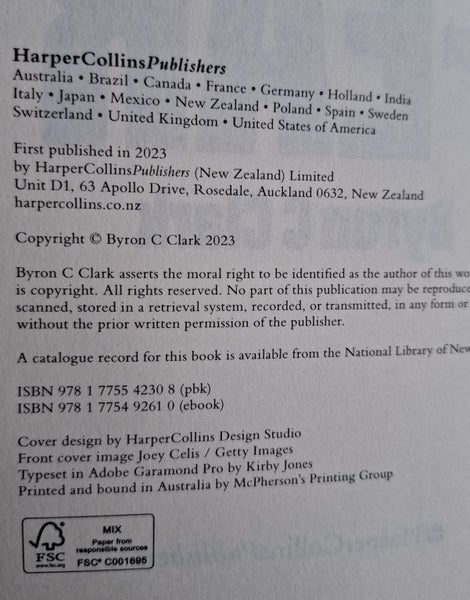 HarperCollinsPublishers
Australia • Brazil • Canada • France • Germany • Holland • India
Italy • Japan • Mexico • New Zealand • Poland • Spain • Sweden
Switzerland • United Kingdom • United States of America
First published in 2023
by HarperCollinsPublishers (New Zealand) Limited
Unit D1, 63 Apollo Drive, Rosedale, Auckland 0632, New Zealand
harpercollins.co.nz
Copyright © Byron C Clark 2023
Byron C Clark asserts the moral right to be identified as the author of this wo
is copyright. All rights reserved. No part of this publication may be reproduce
scanned, stored in a retrieval system, recorded, or transmitted, in any form or
without the prior written permission of the publisher.
A catalogue record for this book is available from the National Library of New
ISBN 978 1 7755 4230 8 (pbk)
ISBN 978 1 7754 9261 0 (ebook)
Cover design by HarperCollins Design Studio
Front cover image Joey Celis / Getty Images
Typeset in Adobe Garamond Pro by Kirby Jones
Printed and bound in Australia by McPherson's Printing Group
FSC
www.fsc.org
MIX
Paper from
responsible sources
FSC® C001695